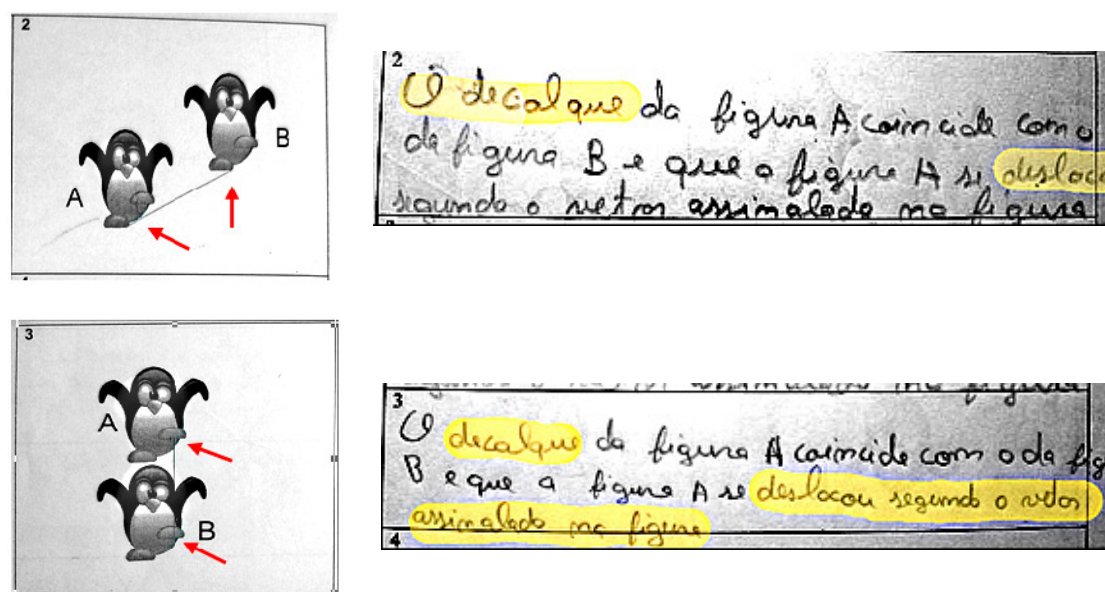 2
A
B
2
O decalque da figura A coincide com o
da figura B e que a figura A se desloc
segundo o vetor assinalado na figura
3
A
B
3
O decalque da figura A coincide com o da fig
B e que a figura A se deslocou segundo o vetor
assinalado na figura
4